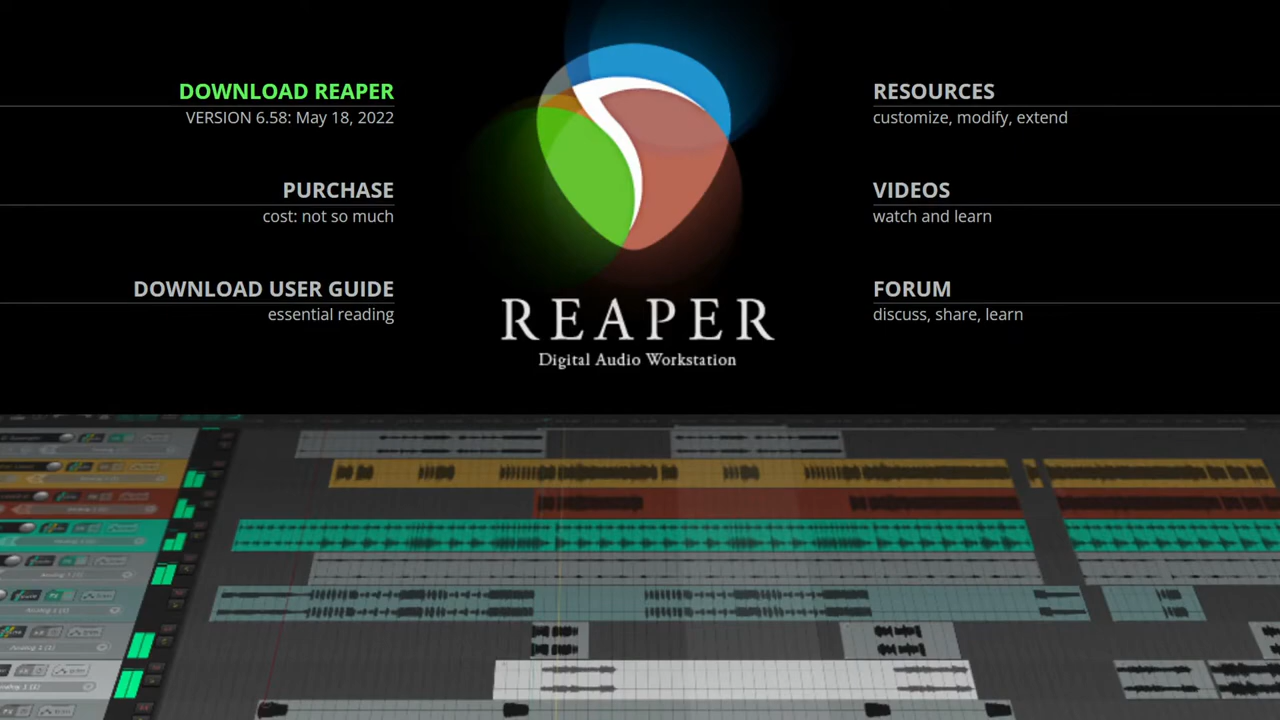 DOWNLOAD REAPER
VERSION 6.58: May 18, 2022
PURCHASE
cost: not so much
DOWNLOAD USER GUIDE
essential reading
REAPER
Digital Audio Workstation
RESOURCES
customize, modify, extend
VIDEOS
watch and learn
FORUM
discuss, share, learn